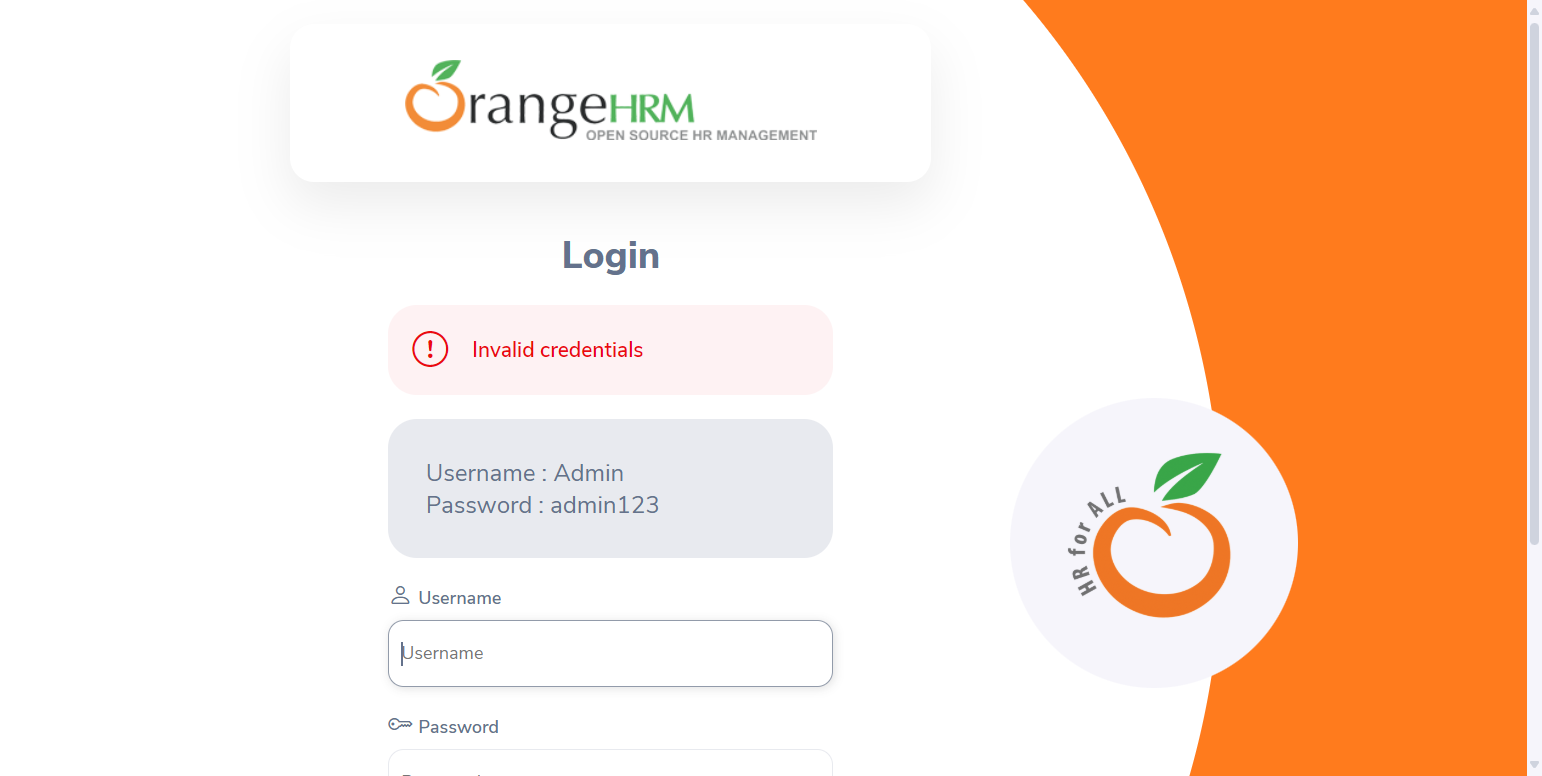 OrangeHRM
OPEN SOURCE HR MANAGEMENT
Login
Invalid credentials
Username : Admin
Password : admin123
Username
Username
Password
HR for ALL